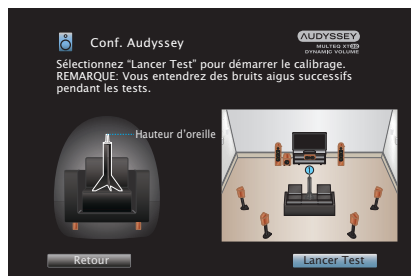 Conf. Audyssey
AUDYSSEY
MULTEQ XT32
DYNAMIC VOLUME
Sélectionnez “Lancer Test” pour démarrer le calibrage.
REMARQUE: Vous entendrez des bruits aigus successifs
pendant les tests.
Hauteur d’oreille
1
Retour
Lancer Test